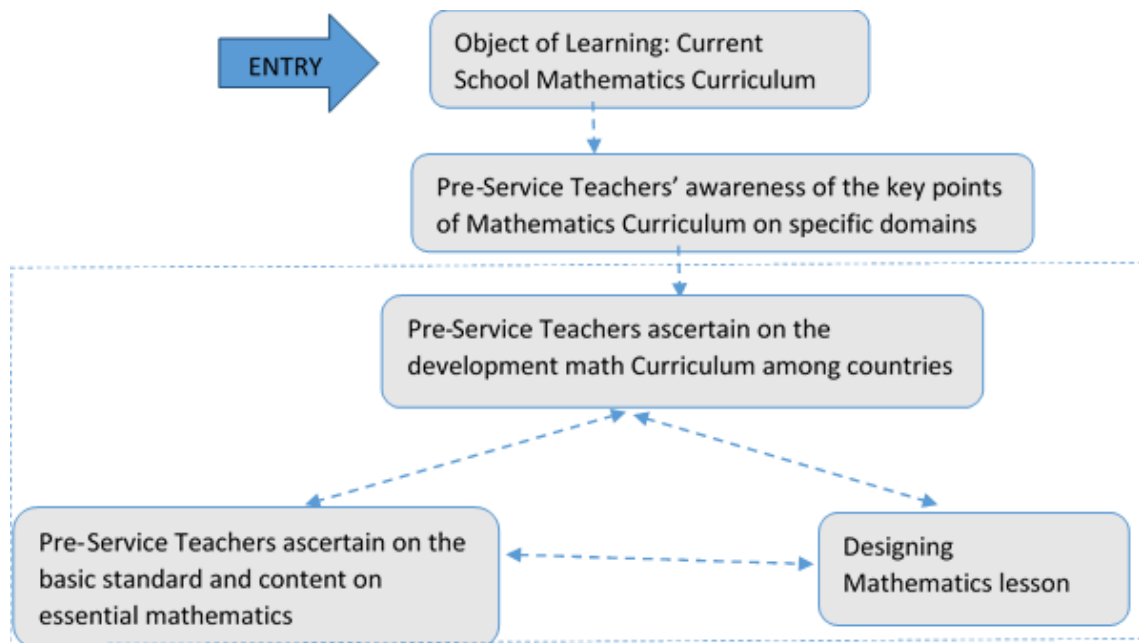 ENTRY
Object of Learning: Current
School Mathematics Curriculum
Pre-Service Teachers’ awareness of the key points
of Mathematics Curriculum on specific domains
Pre-Service Teachers ascertain on the
development math Curriculum among countries
Pre-Service Teachers ascertain on the
basic standard and content on
essential mathematics
Designing
Mathematics lesson